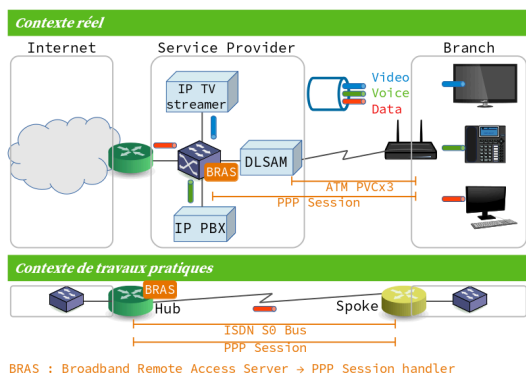 Contexte réel
Internet
Service Provider
Branch
IP TV
streamer
Video
Voice
Data
BRAS
DLSAM
ATM PVCx3
PPP Session
IP PBX
Contexte de travaux pratiques
BRAS
Hub
Spoke
ISDN S0 Bus
PPP Session
BRAS : Broadband Remote Access Server → PPP Session handler